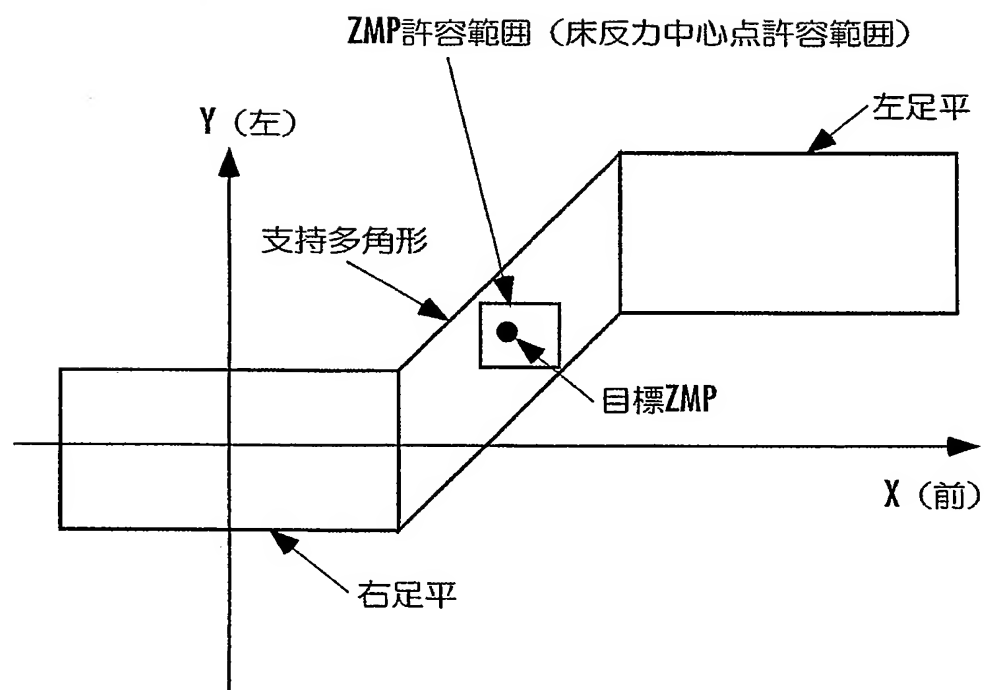 ZMP許容範囲（床反力中心点許容範囲）
左足平
Y（左）
支持多角形
目標ZMP
X（前）
右足平